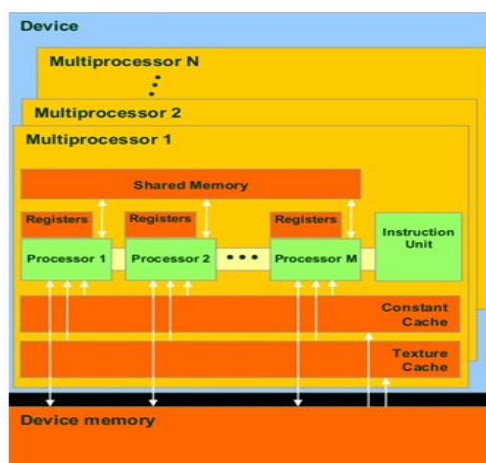 Device
Multiprocessor N
Multiprocessor 2
Multiprocessor 1
Shared Memory
Registers
Registers
Registers
Processor 1
Processor 2
Processor M
Instruction
Unit
Constant
Cache
Texture
Cache
Device memory